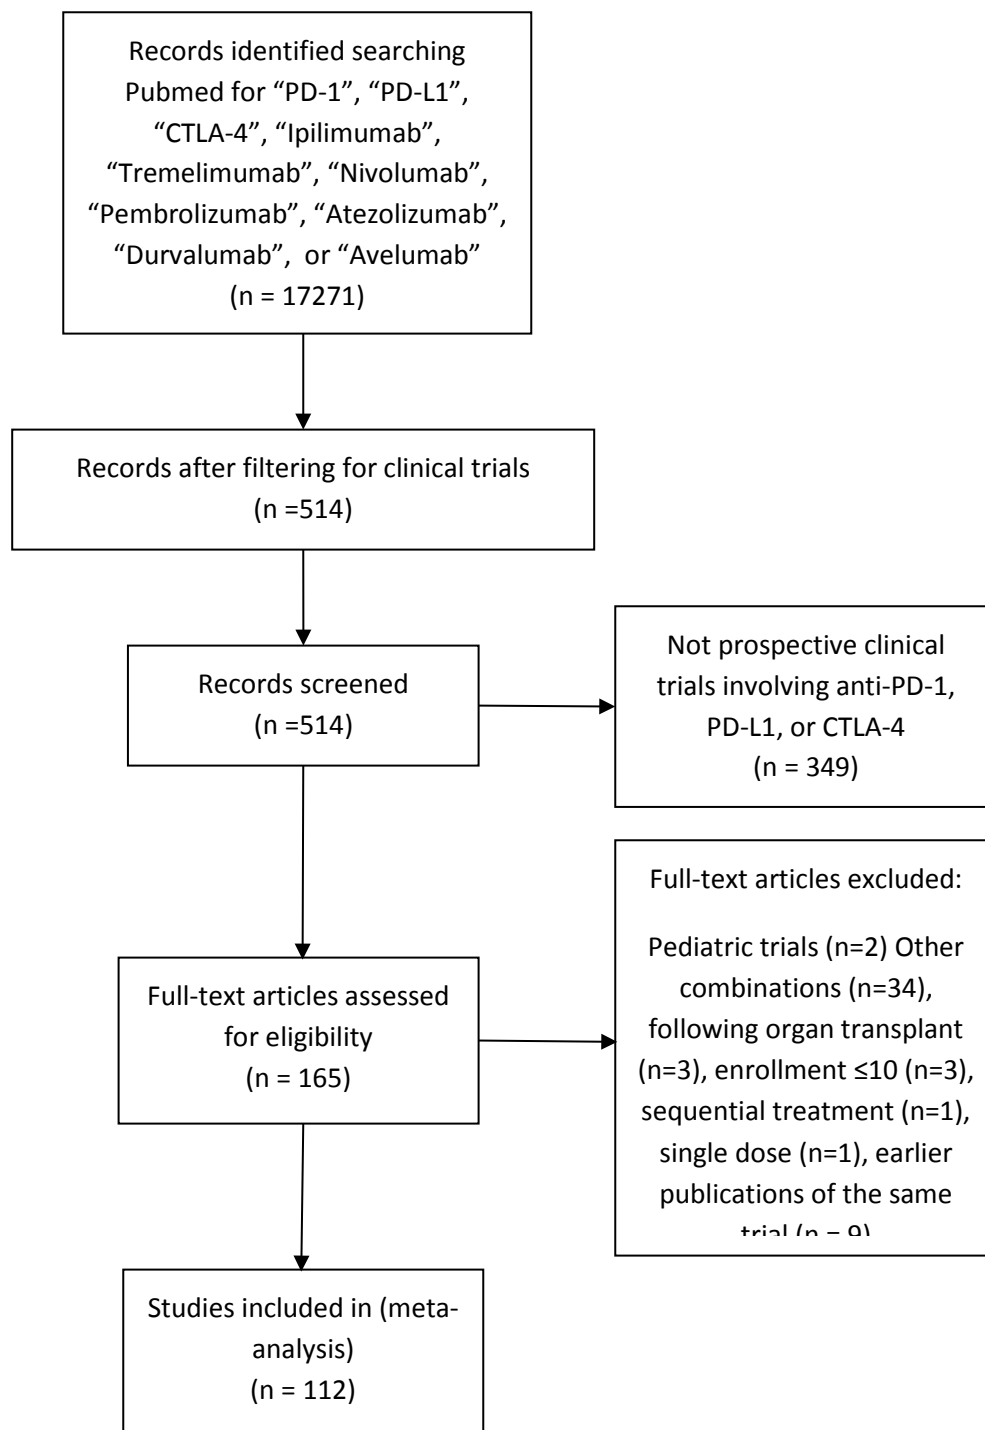 Records identified searching
Pubmed for “PD-1”, “PD-L1”,
“CTLA-4”, “Ipilimumab”,
“Tremelimumab”, “Nivolumab”,
“Pembrolizumab”, “Atezolizumab”,
“Durvalumab”,  or “Avelumab”
(n = 17271)
Records after filtering for clinical trials
(n =514)
Records screened
(n =514)
Not prospective clinical
trials involving anti-PD-1,
PD-L1, or CTLA-4
(n = 349)
Full-text articles assessed
for eligibility
(n = 165)
Full-text articles excluded:
Pediatric trials (n=2) Other
combinations (n=34),
following organ transplant
(n=3), enrollment ≤10 (n=3),
sequential treatment (n=1),
single dose (n=1), earlier
publications of the same
trial (n = 9)
Studies included in (meta-
analysis)
(n = 112)